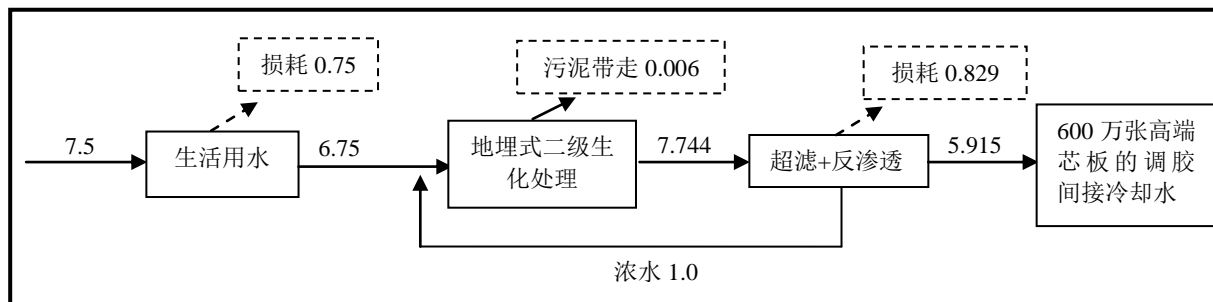 损耗 0.75
污泥带走 0.006
损耗 0.829
7.5
生活用水
6.75
地埋式二级生
化处理
7.744
超滤+反渗透
5.915
600 万张高端
芯板的调胶
间接冷却水
浓水 1.0